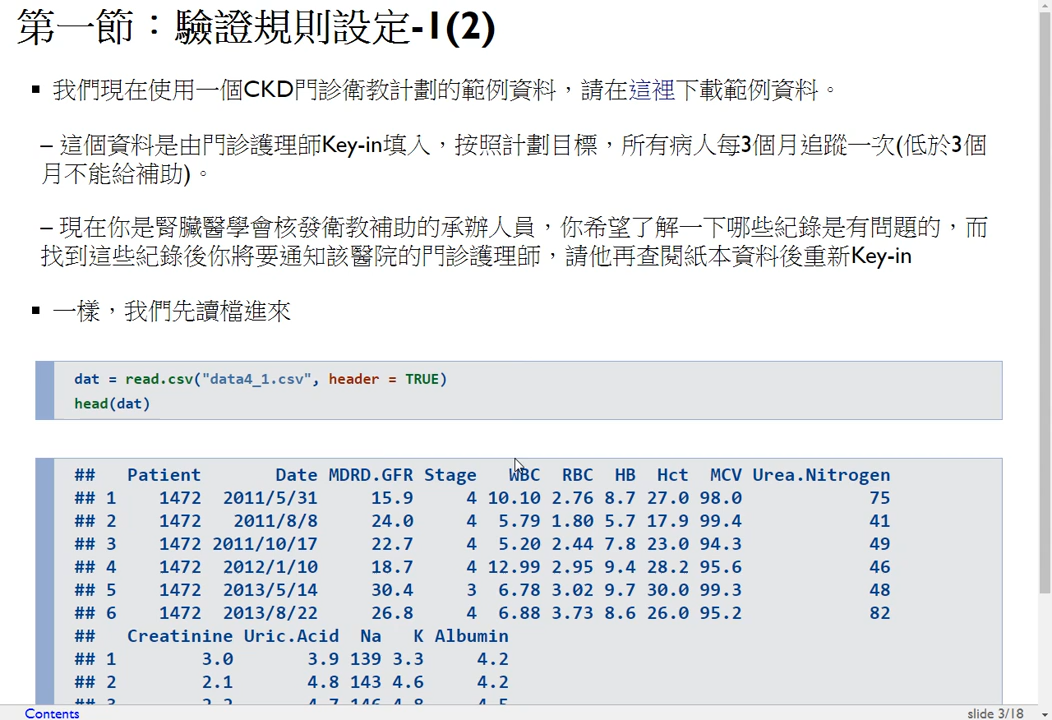 第一節：驗證規則設定-1(2)
▪ 我們現在使用一個CKD門診衛教計劃的範例資料，請在這裡下載範例資料。
– 這個資料是由門診護理師Key-in填入，按照計劃目標，所有病人每3個月追蹤一次(低於3個
月不能給補助)。
– 現在你是腎臟醫學會核發衛教補助的承辦人員，你希望了解一下哪些紀錄是有問題的，而
找到這些紀錄後你將要通知該醫院的門診護理師，請他再查閱紙本資料後重新Key-in
▪ 一樣，我們先讀檔進來
dat = read.csv("data4_1.csv", header = TRUE)
head(dat)
##   Patient       Date MDRD.GFR Stage   WBC  RBC  HB  Hct  MCV Urea.Nitrogen
## 1    1472  2011/5/31     15.9     4 10.10 2.76 8.7 27.0 98.0            75
## 2    1472   2011/8/8     24.0     4  5.79 1.80 5.7 17.9 99.4            41
## 3    1472 2011/10/17     22.7     4  5.20 2.44 7.8 23.0 94.3            49
## 4    1472  2012/1/10     18.7     4 12.99 2.95 9.4 28.2 95.6            46
## 5    1472  2013/5/14     30.4     3  6.78 3.02 9.7 30.0 99.3            48
## 6    1472  2013/8/22     26.8     4  6.88 3.73 8.6 26.0 95.2            82
##   Creatinine Uric.Acid  Na   K Albumin
## 1        3.0       3.9 139 3.3     4.2
## 2        2.1       4.8 143 4.6     4.2
Contents
slide 3/18